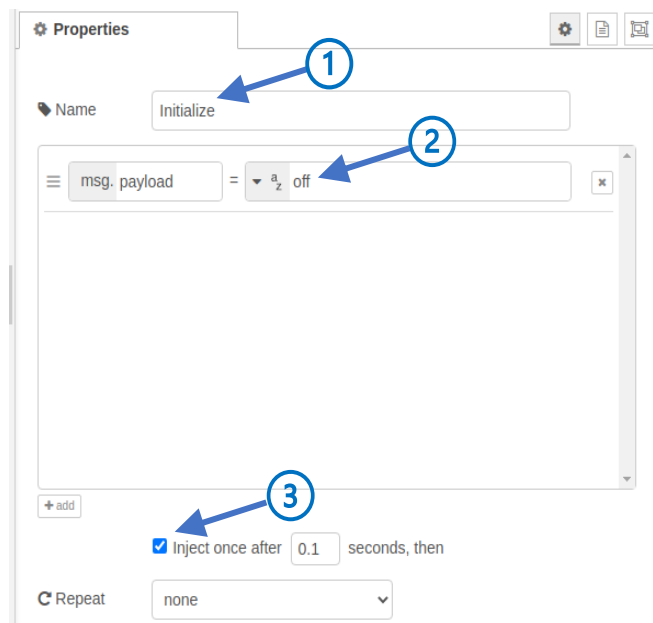 Properties
1
Name
Initialize
2
msg. payload = az off
add
3
Inject once after 0.1 seconds, then
Repeat
none